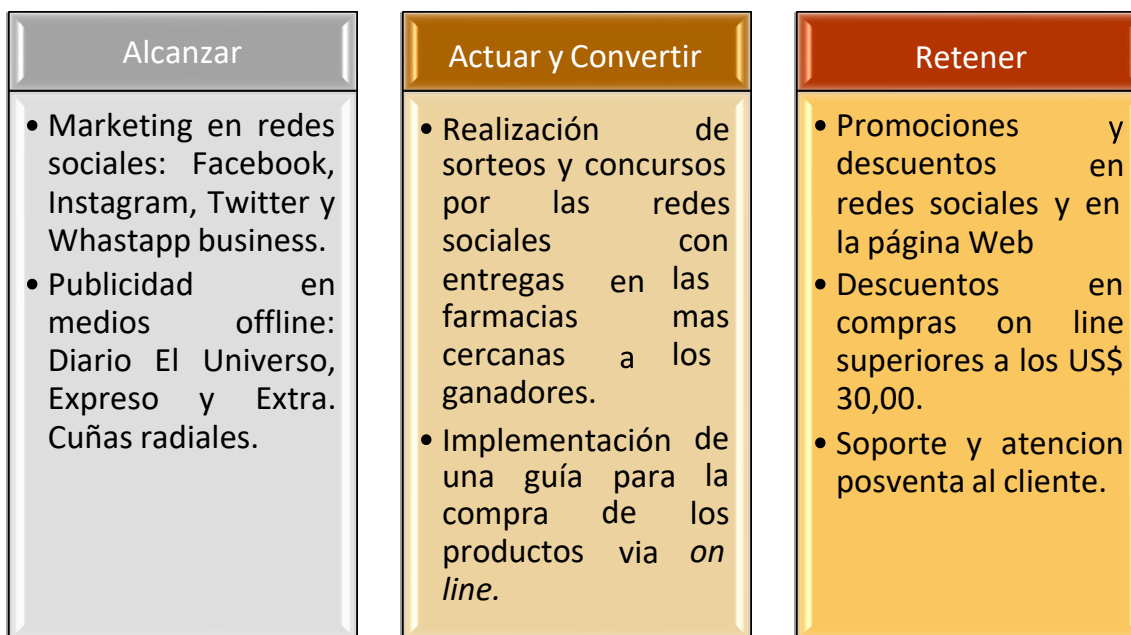 Alcanzar
• Marketing en redes
sociales: Facebook,
Instagram, Twitter y
Whastapp business.
• Publicidad en
medios offline:
Diario El Universo,
Expreso y Extra.
Cuñas radiales.
Actuar y Convertir
• Realización de
sorteos y concursos
por las redes
sociales con
entregas en las
farmacias mas
cercanas a los
ganadores.
• Implementación de
una guía para la
compra de los
productos via on
line.
Retener
• Promociones y
descuentos en
redes sociales y en
la página Web
• Descuentos en
compras on line
superiores a los US$
30,00.
• Soporte y atencion
posventa al cliente.